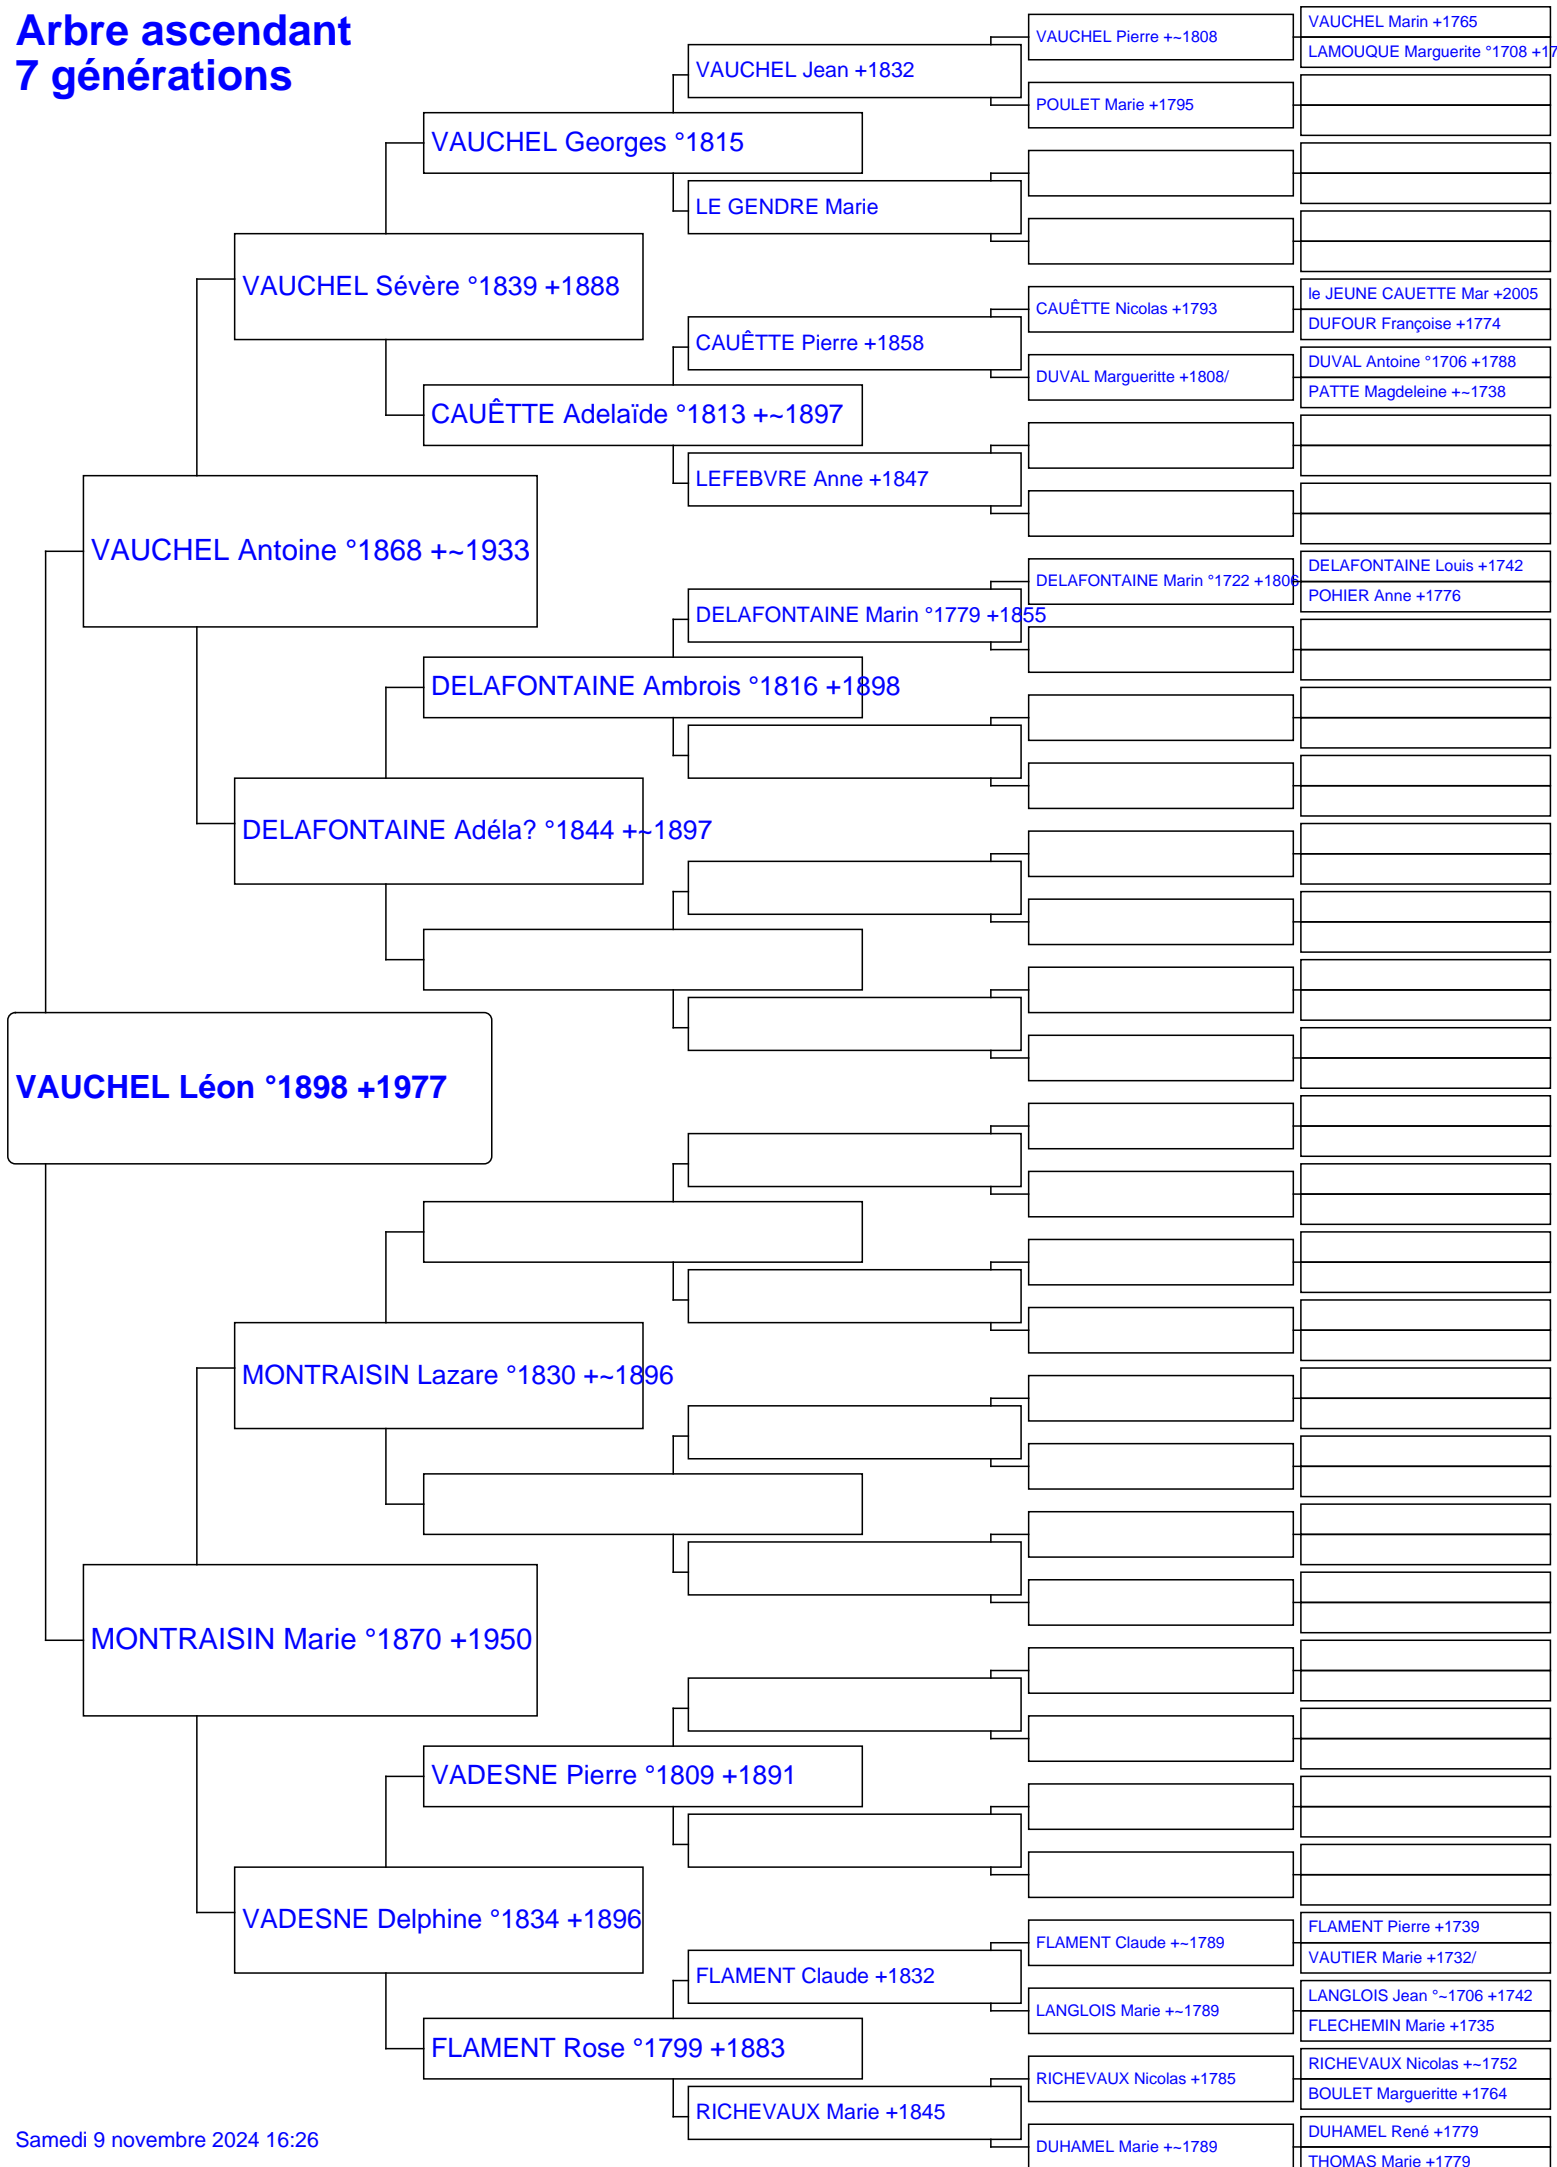 Arbre ascendant
7 générations
VAUCHEL Léon °1898 +1977
VAUCHEL Antoine °1868 +~1933
MONTRAISIN Marie °1870 +1950
VAUCHEL Sévère °1839 +1888
DELAFONTAINE Adéla? °1844 +~1897
MONTRAISIN Lazare °1830 +~1896
VADESNE Delphine °1834 +1896
VAUCHEL Georges °1815
CAUÊTTE Adelaïde °1813 +~1897
DELAFONTAINE Ambrois °1816 +1898
VADESNE Pierre °1809 +1891
FLAMENT Rose °1799 +1883
VAUCHEL Jean +1832
LE GENDRE Marie
CAUÊTTE Pierre +1858
LEFEBVRE Anne +1847
DELAFONTAINE Marin °1779 +1855
FLAMENT Claude +1832
RICHEVAUX Marie +1845
VAUCHEL Pierre +~1808
POULET Marie +1795
CAUÊTTE Nicolas +1793
DUVAL Margueritte +1808/
DELAFONTAINE Marin °1722 +1806
FLAMENT Claude +~1789
LANGLOIS Marie +~1789
RICHEVAUX Nicolas +1785
DUHAMEL Marie +~1789
VAUCHEL Marin +1765
LAMOUQUE Marguerite °1708 +17
le JEUNE CAUETTE Mar +2005
DUFOUR Françoise +1774
DUVAL Antoine °1706 +1788
PATTE Magdeleine +~1738
DELAFONTAINE Louis +1742
POHIER Anne +1776
FLAMENT Pierre +1739
VAUTIER Marie +1732/
LANGLOIS Jean °~1706 +1742
FLECHEMIN Marie +1735
RICHEVAUX Nicolas +~1752
BOULET Margueritte +1764
DUHAMEL René +1779
THOMAS Marie +1779
Samedi 9 novembre 2024 16:26